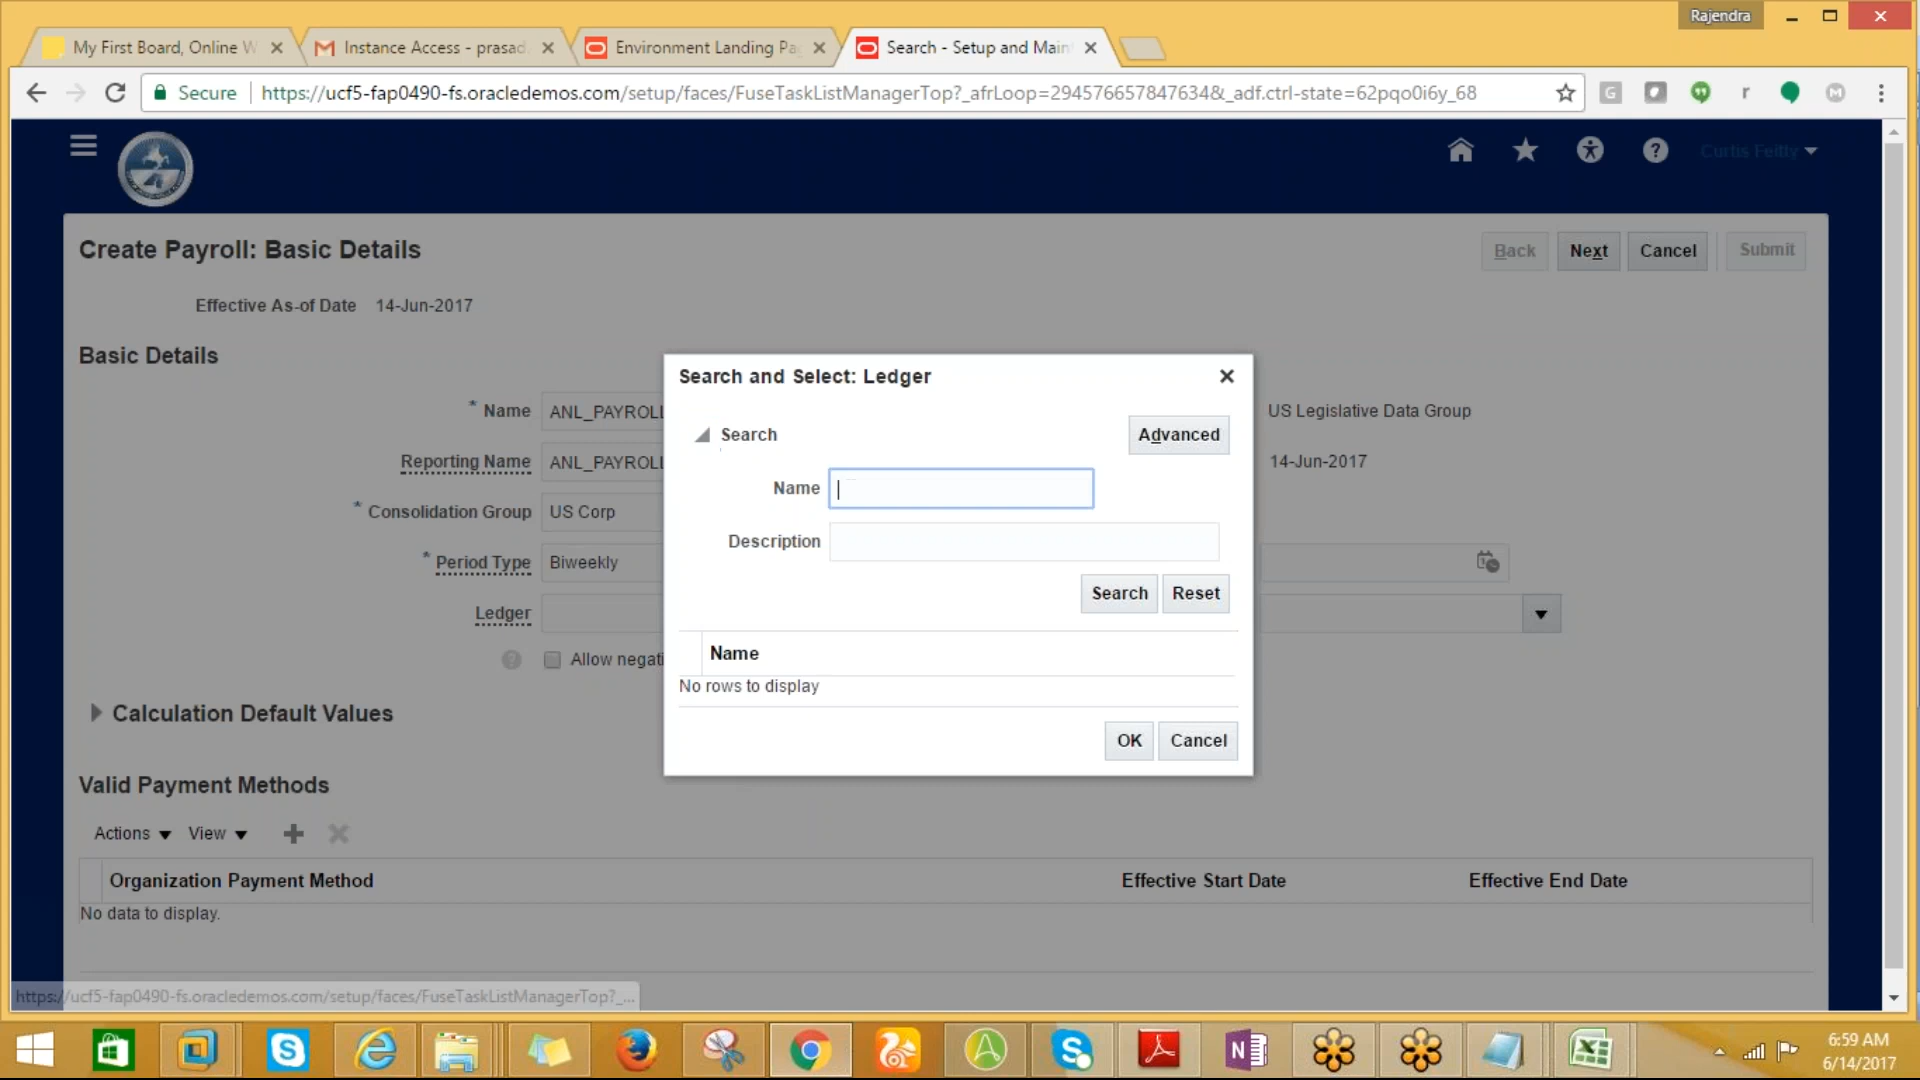 Rajendra
My First Board, Online W
Instance Access - prasad
Environment Landing Pa
Search - Setup and Main
Secure https://ucf5-fap0490-fs.oracledemos.com/setup/faces/FuseTaskListManagerTop?_afrLoop=294576657847634&_adf.ctrl-state=62pqo0i6y_68
Curtis Feitty
Create Payroll: Basic Details
Back Next Cancel Submit
Effective As-of Date 14-Jun-2017
Basic Details
* Name ANL_PAYROLL US Legislative Data Group
Reporting Name ANL_PAYROLL 14-Jun-2017
* Consolidation Group US Corp
* Period Type Biweekly
Ledger
Allow negati
Search and Select: Ledger
Search Advanced
Name
Description
Search Reset
Name
No rows to display
OK Cancel
Calculation Default Values
Valid Payment Methods
Actions View
Organization Payment Method Effective Start Date Effective End Date
No data to display.
https://ucf5-fap0490-fs.oracledemos.com/setup/faces/FuseTaskListManagerTop?_...
6:59 AM
6/14/2017